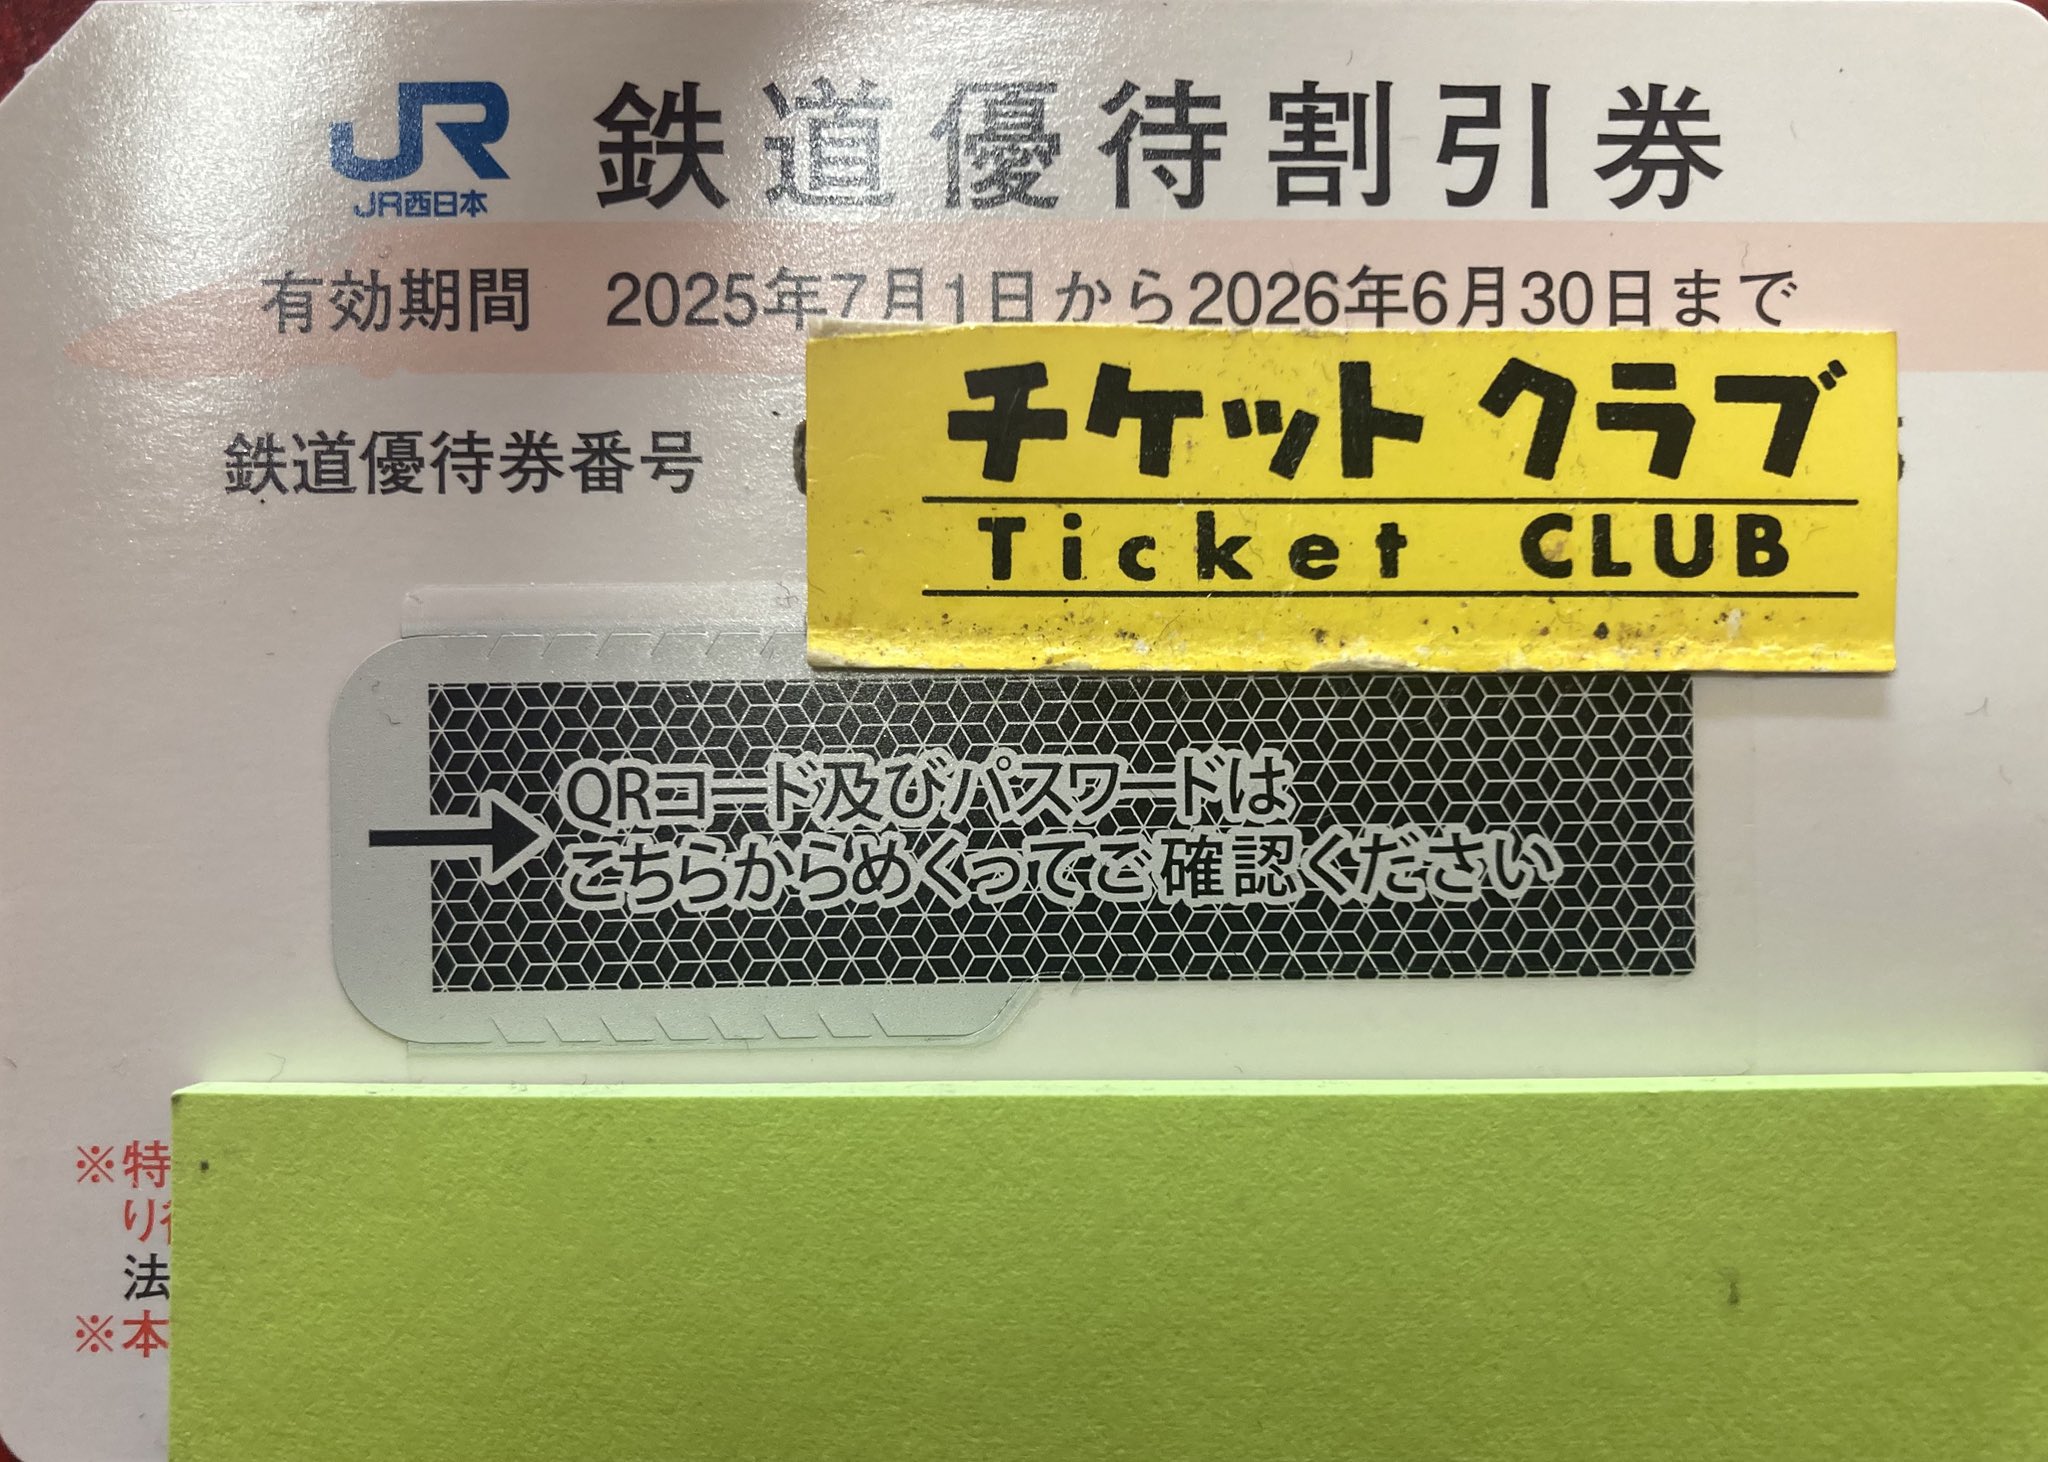 JR 鉄道優待割引券
JR西日本
有効期間 2025年7月1日から2026年6月30日まで
鉄道優待券番号
チケットクラブ
Ticket CLUB
QRコード及びパスワードは
こちらからめくってご確認ください
※特
り
法
※本